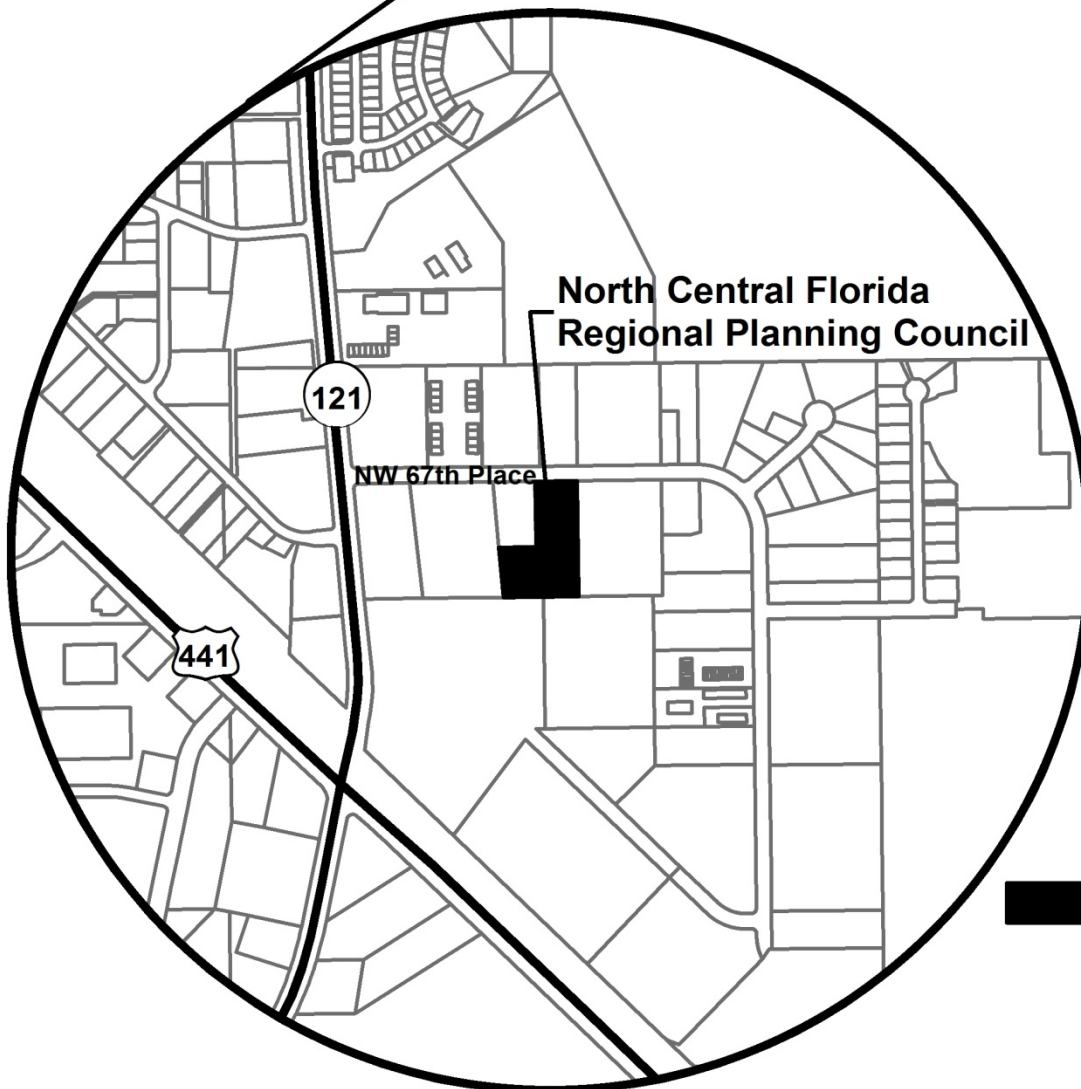 North Central Florida
Regional Planning Council
121
NW 67th Place
441